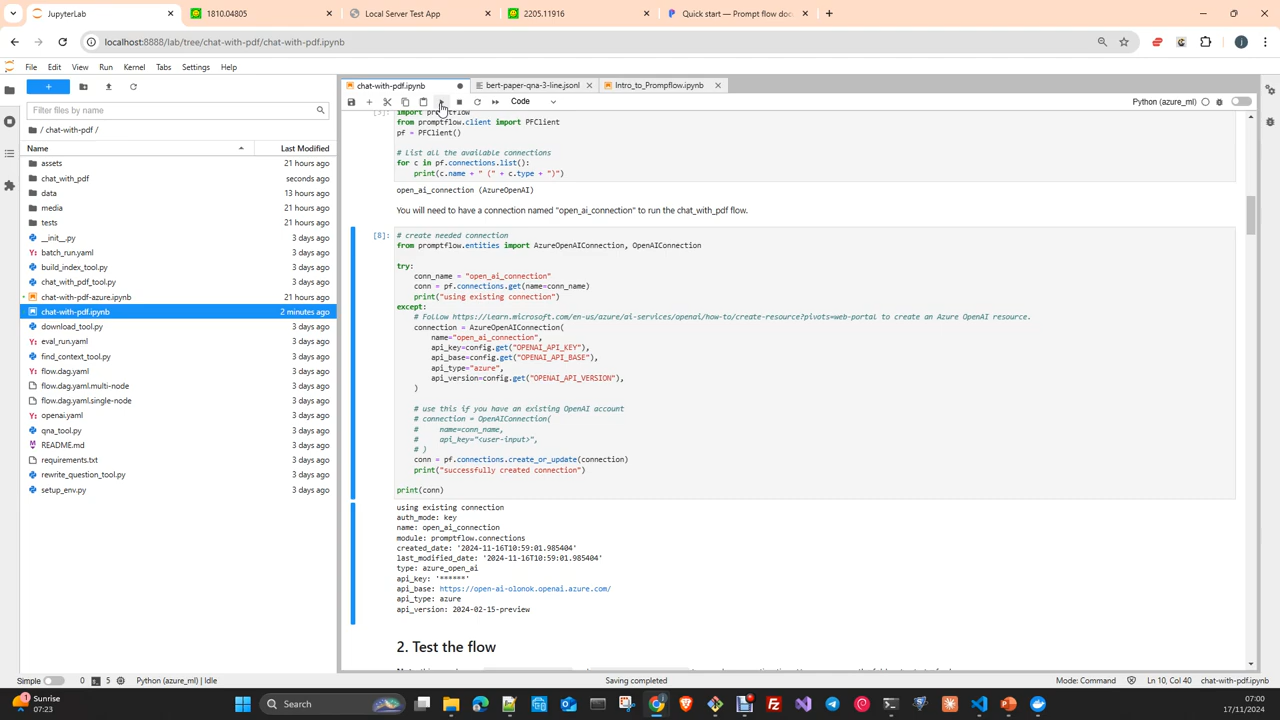 JupyterLab
1810.04805
Local Server Test App
2205.11916
Quick start — Prompt flow doc
localhost:8888/lab/tree/chat-with-pdf/chat-with-pdf.ipynb
File Edit View Run Kernel Tabs Settings Help
chat-with-pdf.ipynb
bert-paper-qna-3-line.jsonl
Intro_to_Prompflow.ipynb
Code
Python (azure_ml)
Filter files by name
/ chat-with-pdf /
Name Last Modified
assets 21 hours ago
chat_with_pdf seconds ago
data 13 hours ago
media 21 hours ago
tests 21 hours ago
__init__.py 3 days ago
batch_run.yaml 3 days ago
build_index_tool.py 3 days ago
chat_with_pdf_tool.py 3 days ago
chat-with-pdf-azure.ipynb 21 hours ago
chat-with-pdf.ipynb 2 minutes ago
download_tool.py 3 days ago
eval_run.yaml 3 days ago
find_context_tool.py 3 days ago
flow.dag.yaml 3 days ago
flow.dag.yaml.multi-node 3 days ago
flow.dag.yaml.single-node 3 days ago
openai.yaml 3 days ago
qna_tool.py 3 days ago
README.md 3 days ago
requirements.txt 3 days ago
rewrite_question_tool.py 3 days ago
setup_env.py 3 days ago
import promptflow
from promptflow.client import PFClient
pf = PFClient()
# List all the available connections
for c in pf.connections.list():
print(c.name + " (" + c.type + ")")
open_ai_connection (AzureOpenAI)
You will need to have a connection named "open_ai_connection" to run the chat_with_pdf flow.
[8]:
# create needed connection
from promptflow.entities import AzureOpenAIConnection, OpenAIConnection
try:
conn_name = "open_ai_connection"
conn = pf.connections.get(name=conn_name)
print("using existing connection")
except:
# Follow https://learn.microsoft.com/en-us/azure/ai-services/openai/how-to/create-resource?pivots=web-portal to create an Azure OpenAI resource.
connection = AzureOpenAIConnection(
name="open_ai_connection",
api_key=config.get("OPENAI_API_KEY"),
api_base=config.get("OPENAI_API_BASE"),
api_type="azure",
api_version=config.get("OPENAI_API_VERSION"),
)
# use this if you have an existing OpenAI account
# connection = OpenAIConnection(
# name=conn_name,
# api_key="<user-input>",
# )
conn = pf.connections.create_or_update(connection)
print("successfully created connection")
print(conn)
using existing connection
auth_mode: key
name: open_ai_connection
module: promptflow.connections
created_date: '2024-11-16T10:59:01.985404'
last_modified_date: '2024-11-16T10:59:01.985404'
type: azure_open_ai
api_key: '******'
api_base: https://open-ai-olonok.openai.azure.com/
api_type: azure
api_version: 2024-02-15-preview
2. Test the flow
Simple 0 5 Python (azure_ml) | Idle
Saving completed
Mode: Command Ln 10, Col 40 chat-with-pdf.ipynb
Sunrise
07:23
Search
07:00
17/11/2024